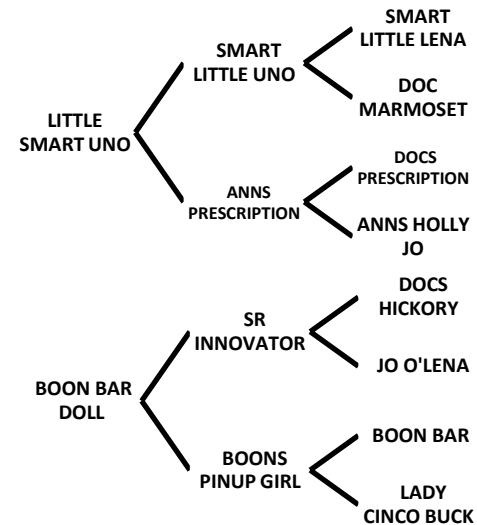 SMART
LITTLE LENA
SMART
LITTLE UNO
DOC
MARMOSET
LITTLE
SMART UNO
DOCS
PRESCRIPTION
ANNS
PRESCRIPTION
ANNS HOLLY
JO
DOCS
HICKORY
SR
INNOVATOR
JO O'LENA
BOON BAR
DOLL
BOON BAR
BOONS
PINUP GIRL
LADY
CINCO BUCK